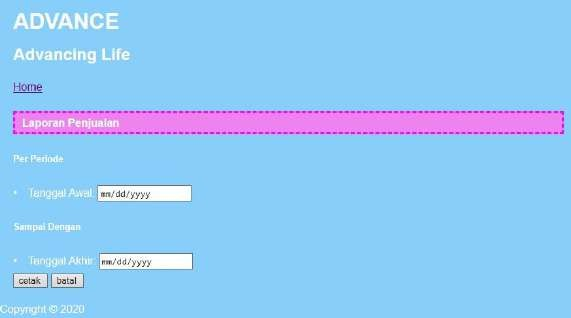 ADVANCE
Advancing Life
Home
Laporan Penjualan
Per Periode
• Tanggal Awal: mm/dd/yyyy
Sampai Dengan
• Tanggal Akhir: mm/dd/yyyy
cetak batal
Copyright © 2020